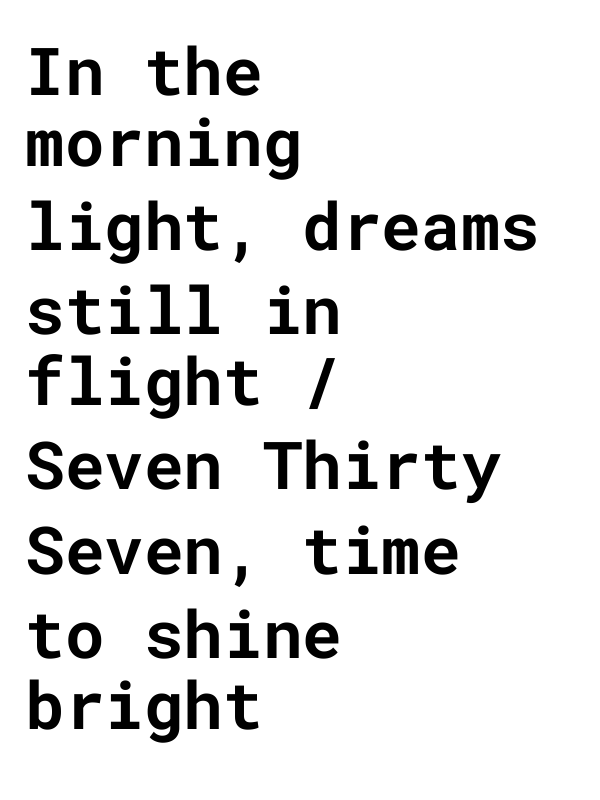 In the
morning
light, dreams
still in
flight /
Seven Thirty
Seven, time
to shine
bright